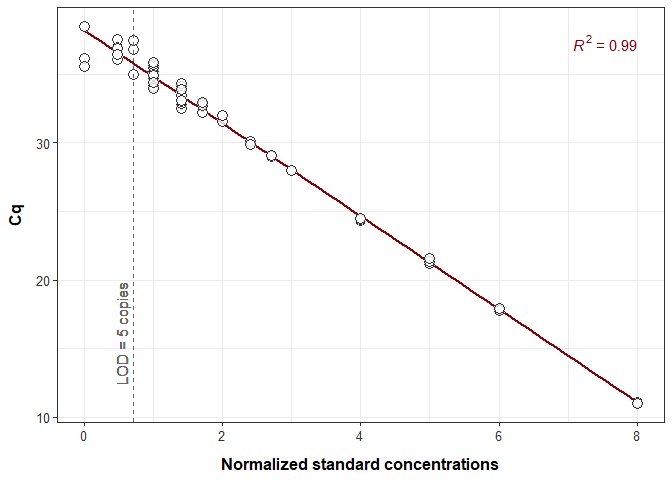 R² = 0.99
30
20
10
Cq
LOD = 5 copies
0 2 4 6 8
Normalized standard concentrations